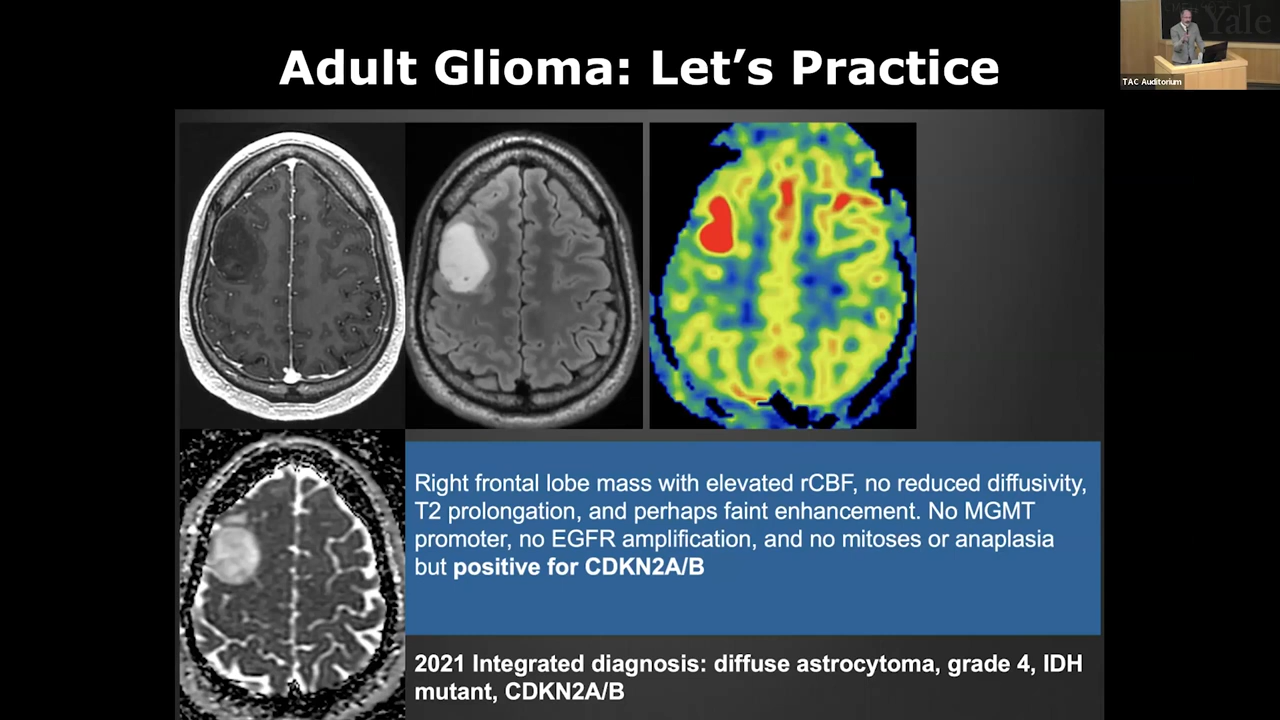 Adult Glioma: Let's Practice
Yale
TAC Auditorium
Right frontal lobe mass with elevated rCBF, no reduced diffusivity,
T2 prolongation, and perhaps faint enhancement. No MGMT
promoter, no EGFR amplification, and no mitoses or anaplasia
but positive for CDKN2A/B
2021 Integrated diagnosis: diffuse astrocytoma, grade 4, IDH
mutant, CDKN2A/B